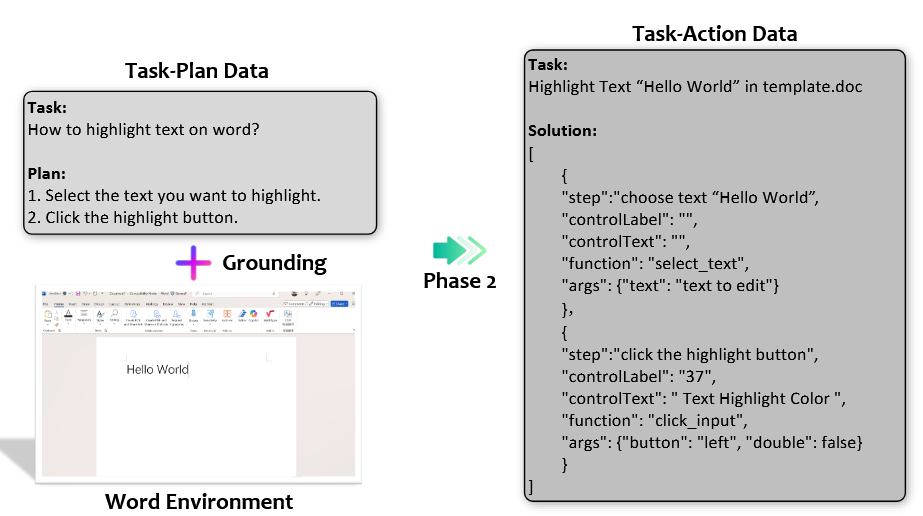 Task-Plan Data
Task:
How to highlight text on word?
Plan:
1. Select the text you want to highlight.
2. Click the highlight button.
Grounding
Hello World
Word Environment
Phase 2
Task-Action Data
Task:
Highlight Text “Hello World” in template.doc
Solution:
[
{
"step":"choose text “Hello World”,
"controlLabel": "",
"controlText": "",
"function": "select_text",
"args": {"text": "text to edit"}
},
{
"step":"click the highlight button",
"controlLabel": "37",
"controlText": " Text Highlight Color ",
"function": "click_input",
"args": {"button": "left", "double": false}
}
]